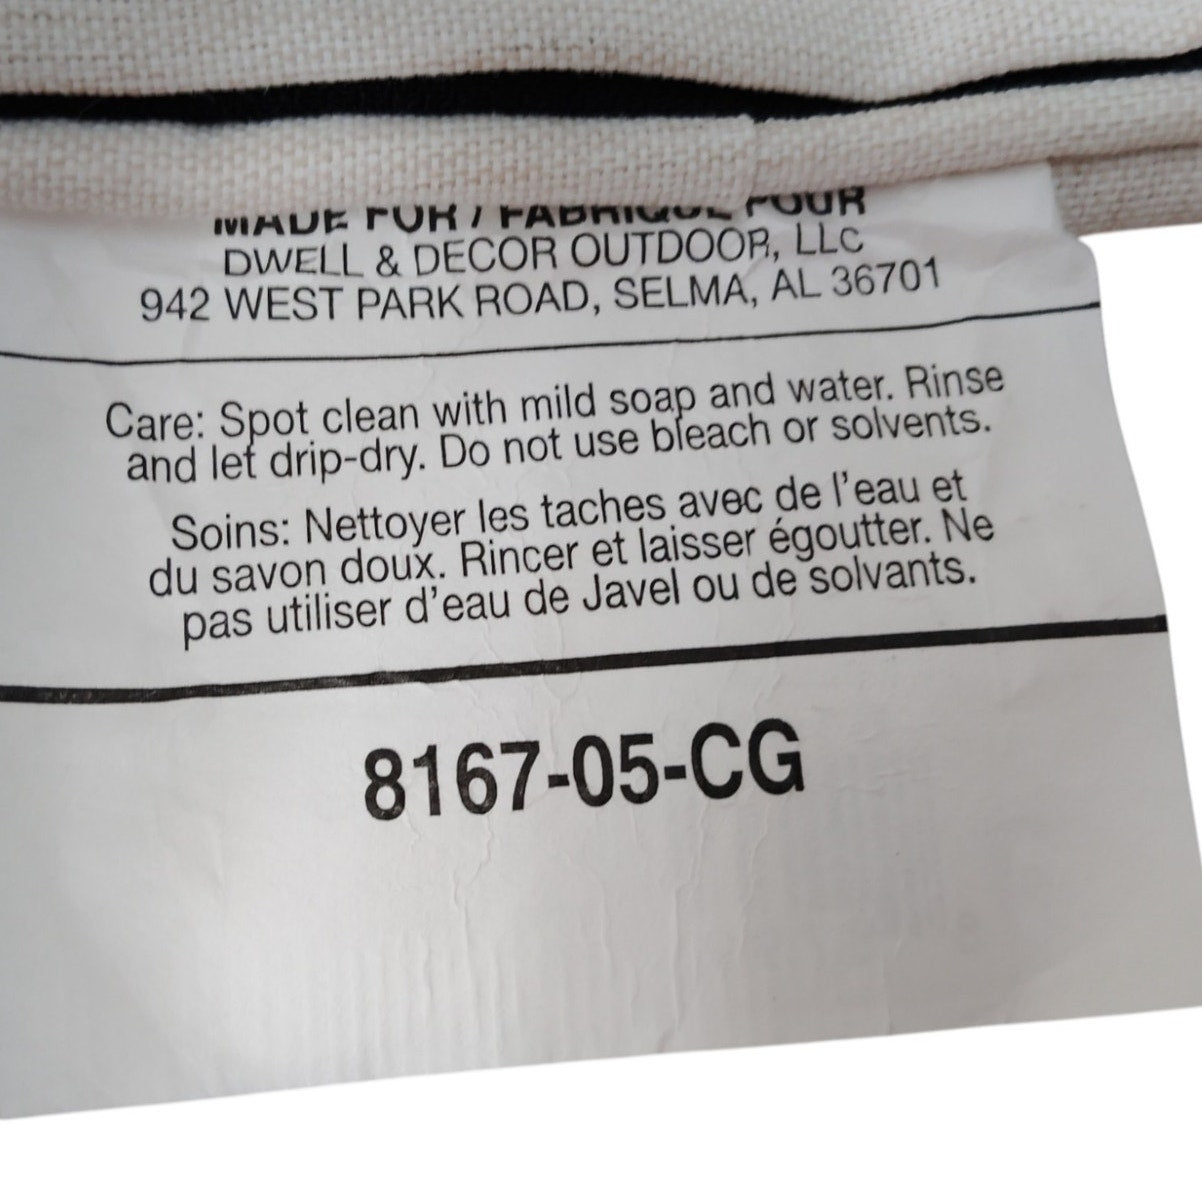 MADE FOR / FABRIQUÉ POUR
DWELL & DECOR OUTDOOR, LLC
942 WEST PARK ROAD, SELMA, AL 36701
Care: Spot clean with mild soap and water. Rinse
and let drip-dry. Do not use bleach or solvents.
Soins: Nettoyer les taches avec de l'eau et
du savon doux. Rincer et laisser égoutter. Ne
pas utiliser d'eau de Javel ou de solvants.
8167-05-CG